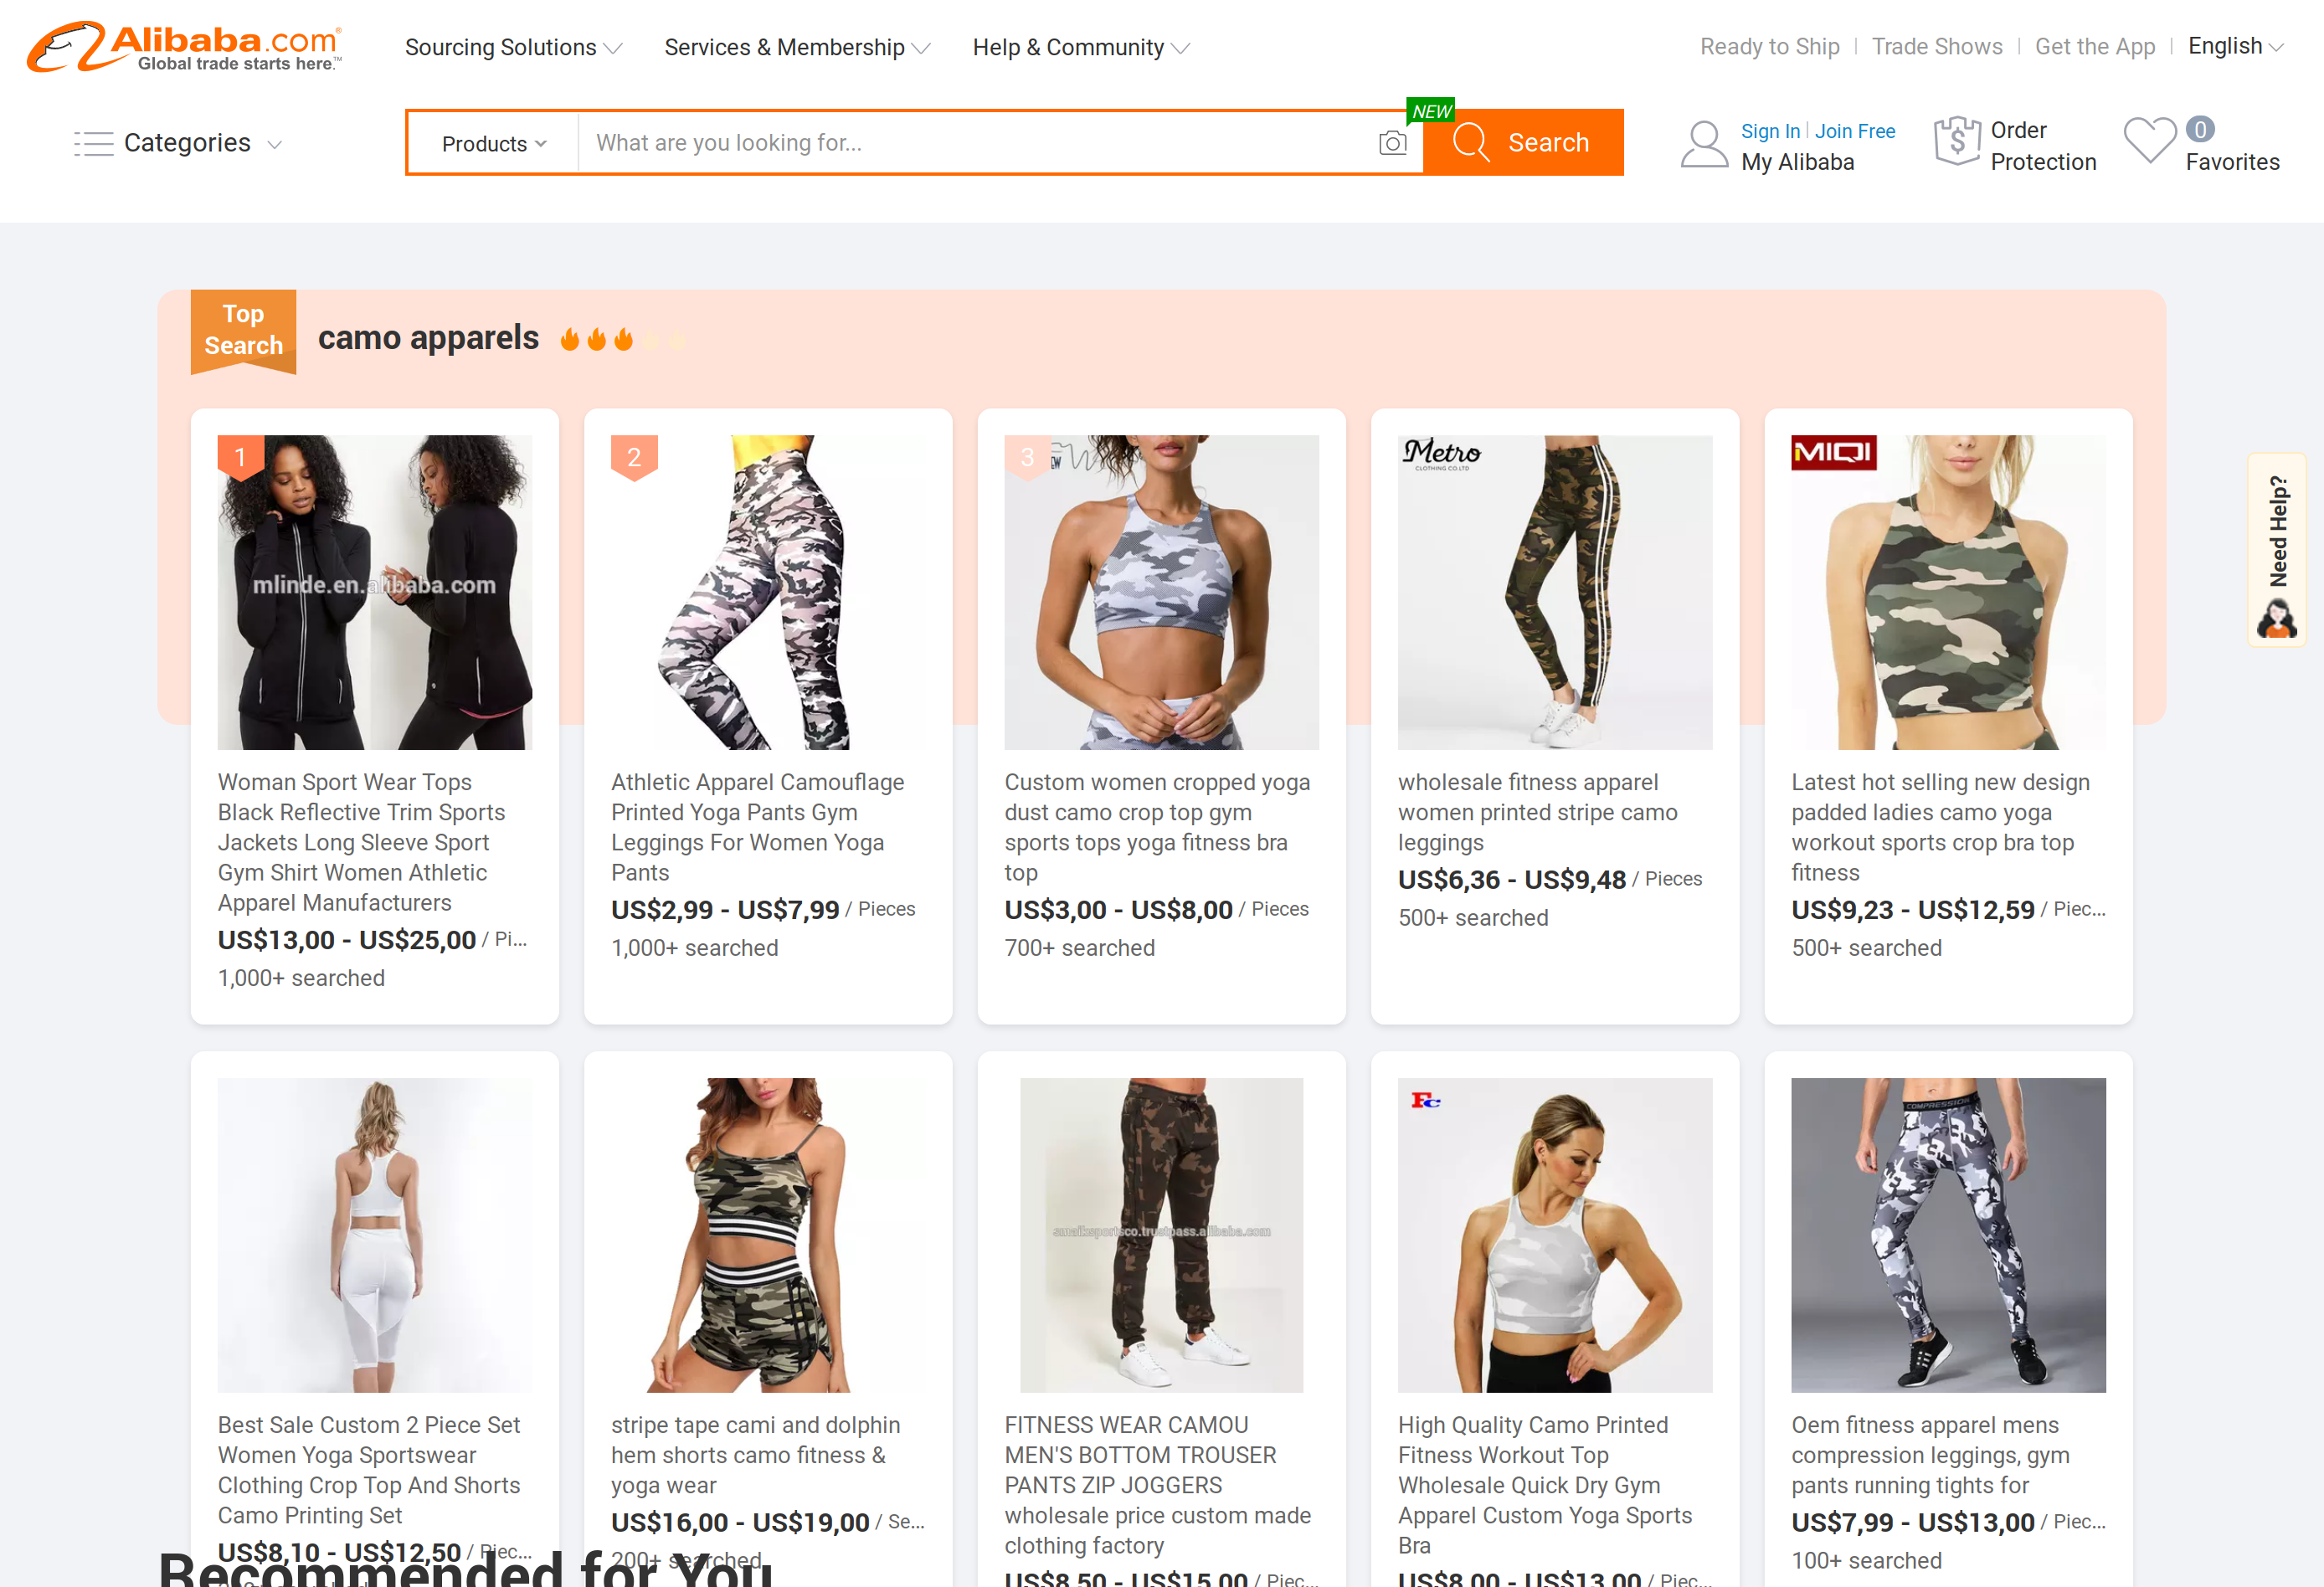 Alibaba.com
Global trade starts here.™
Sourcing Solutions
Services & Membership
Help & Community
Ready to Ship
Trade Shows
Get the App
English
Categories
Products
What are you looking for...
NEW
Search
Sign In
Join Free
My Alibaba
Order
Protection
0
Favorites
Top
Search
camo apparels
Need Help?
1
mlinde.en.alibaba.com
Woman Sport Wear Tops
Black Reflective Trim Sports
Jackets Long Sleeve Sport
Gym Shirt Women Athletic
Apparel Manufacturers
US$13,00 - US$25,00 / Pi...
1,000+ searched
2
Athletic Apparel Camouflage
Printed Yoga Pants Gym
Leggings For Women Yoga
Pants
US$2,99 - US$7,99 / Pieces
1,000+ searched
3
Custom women cropped yoga
dust camo crop top gym
sports tops yoga fitness bra
top
US$3,00 - US$8,00 / Pieces
700+ searched
Metro
CLOTHING CO.LTD
wholesale fitness apparel
women printed stripe camo
leggings
US$6,36 - US$9,48 / Pieces
500+ searched
MIQI
Latest hot selling new design
padded ladies camo yoga
workout sports crop bra top
fitness
US$9,23 - US$12,59 / Piec...
500+ searched
Best Sale Custom 2 Piece Set
Women Yoga Sportswear
Clothing Crop Top And Shorts
Camo Printing Set
US$8,10 - US$12,50 / Piec...
stripe tape cami and dolphin
hem shorts camo fitness &
yoga wear
US$16,00 - US$19,00 / Se...
200+ searched
smaiksportsco.trustpass.alibaba.com
FITNESS WEAR CAMOU
MEN'S BOTTOM TROUSER
PANTS ZIP JOGGERS
wholesale price custom made
clothing factory
US$8,50 - US$15,00 / Piec...
Fc
High Quality Camo Printed
Fitness Workout Top
Wholesale Quick Dry Gym
Apparel Custom Yoga Sports
Bra
US$8,00 - US$13,00 / Piec...
COMPRESSION
Oem fitness apparel mens
compression leggings, gym
pants running tights for
US$7,99 - US$13,00 / Piec...
100+ searched
Recommended for You